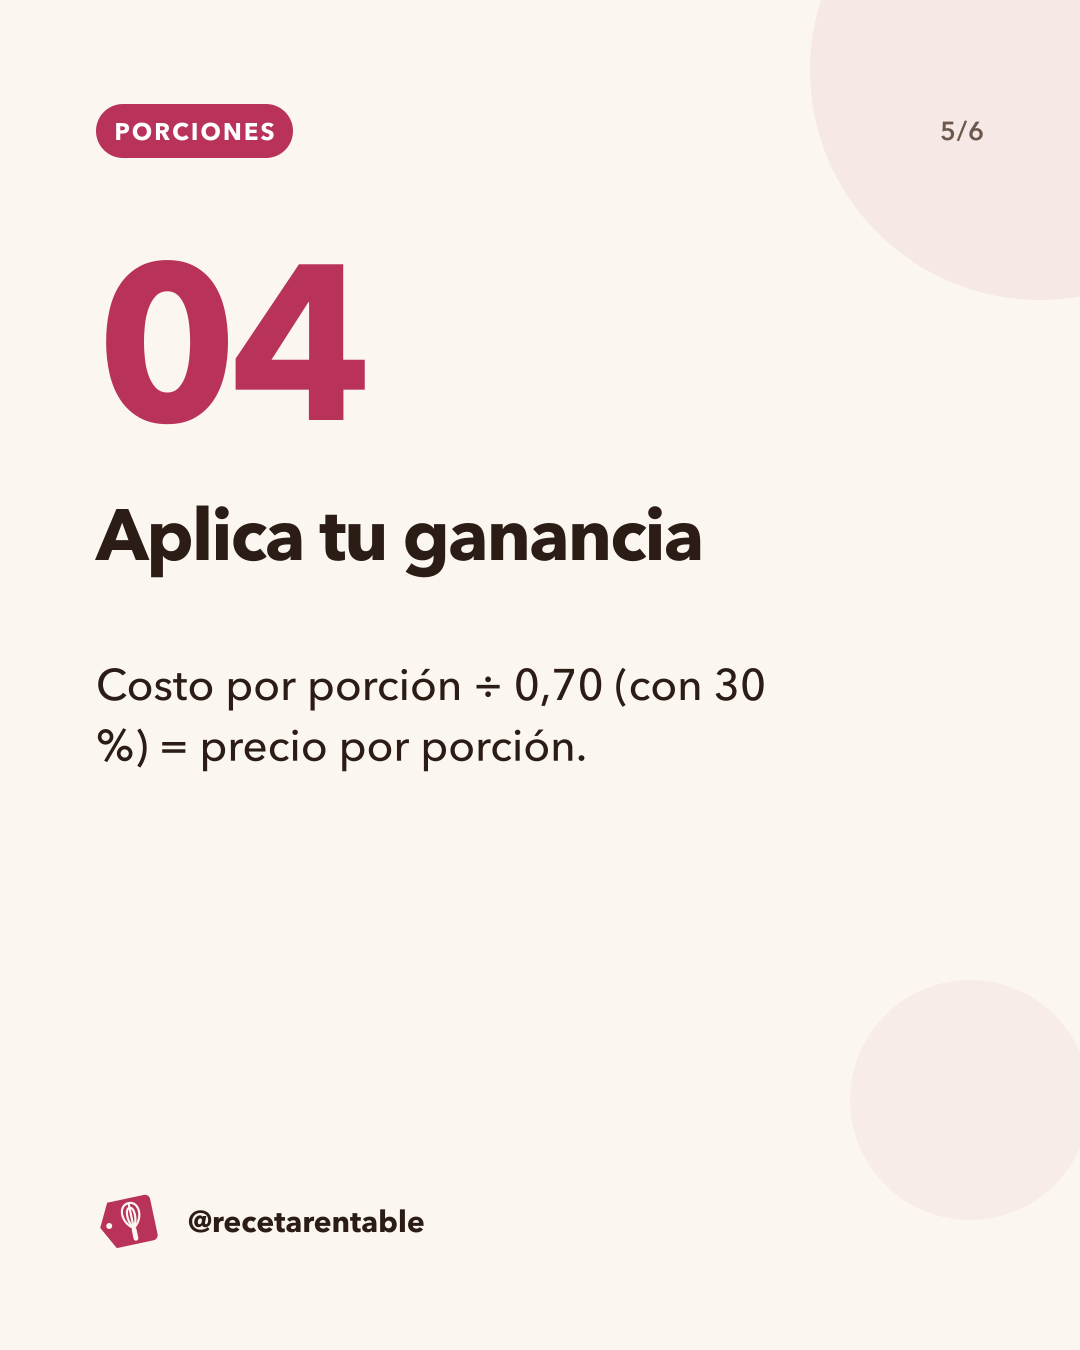 PORCIONES
5/6
04
Aplica tu ganancia
Costo por porción ÷ 0,70 (con 30
%) = precio por porción.
@recetarentable